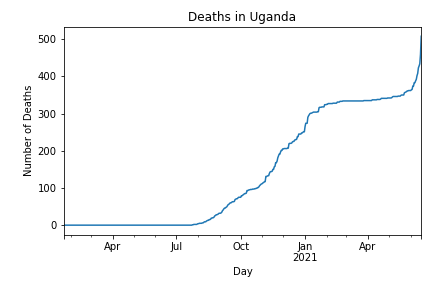 Deaths in Uganda
Number of Deaths
500
400
300
200
100
0
Apr
Jul
Oct
Jan
2021
Apr
Day